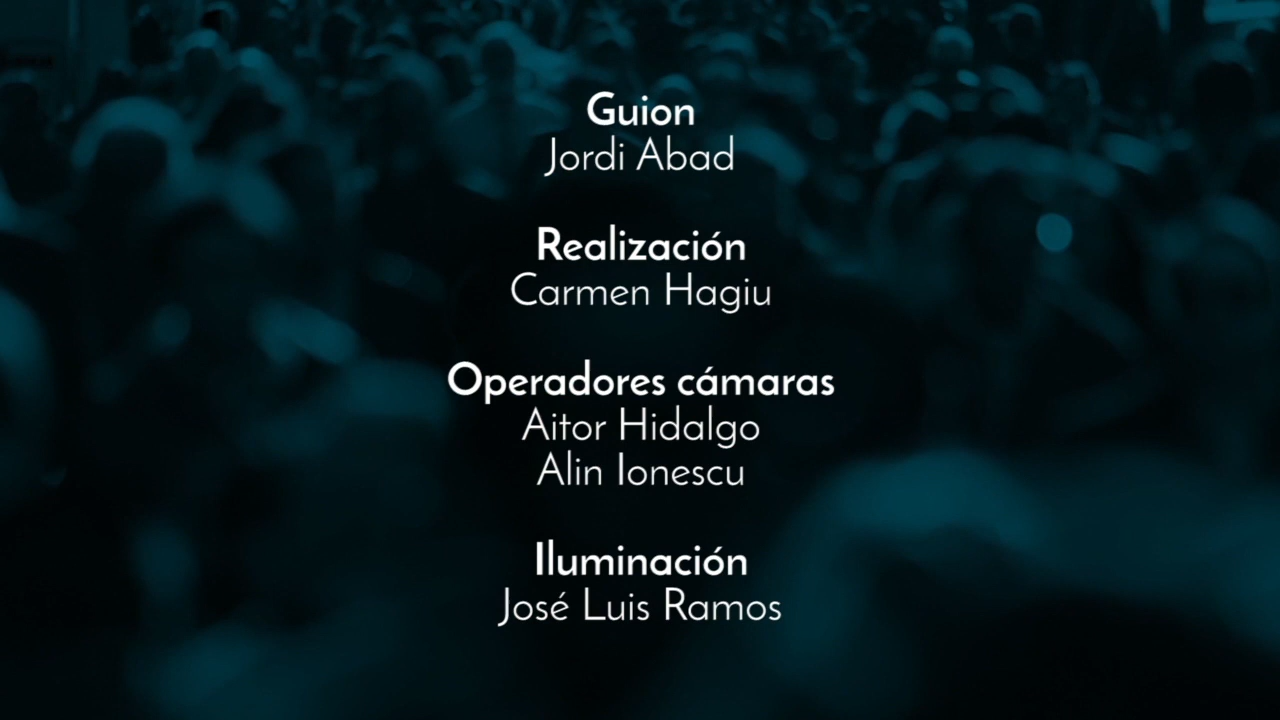 Guion
Jordi Abad
Realización
Carmen Hagiu
Operadores cámaras
Aitor Hidalgo
Alin Ionescu
Iluminación
José Luis Ramos